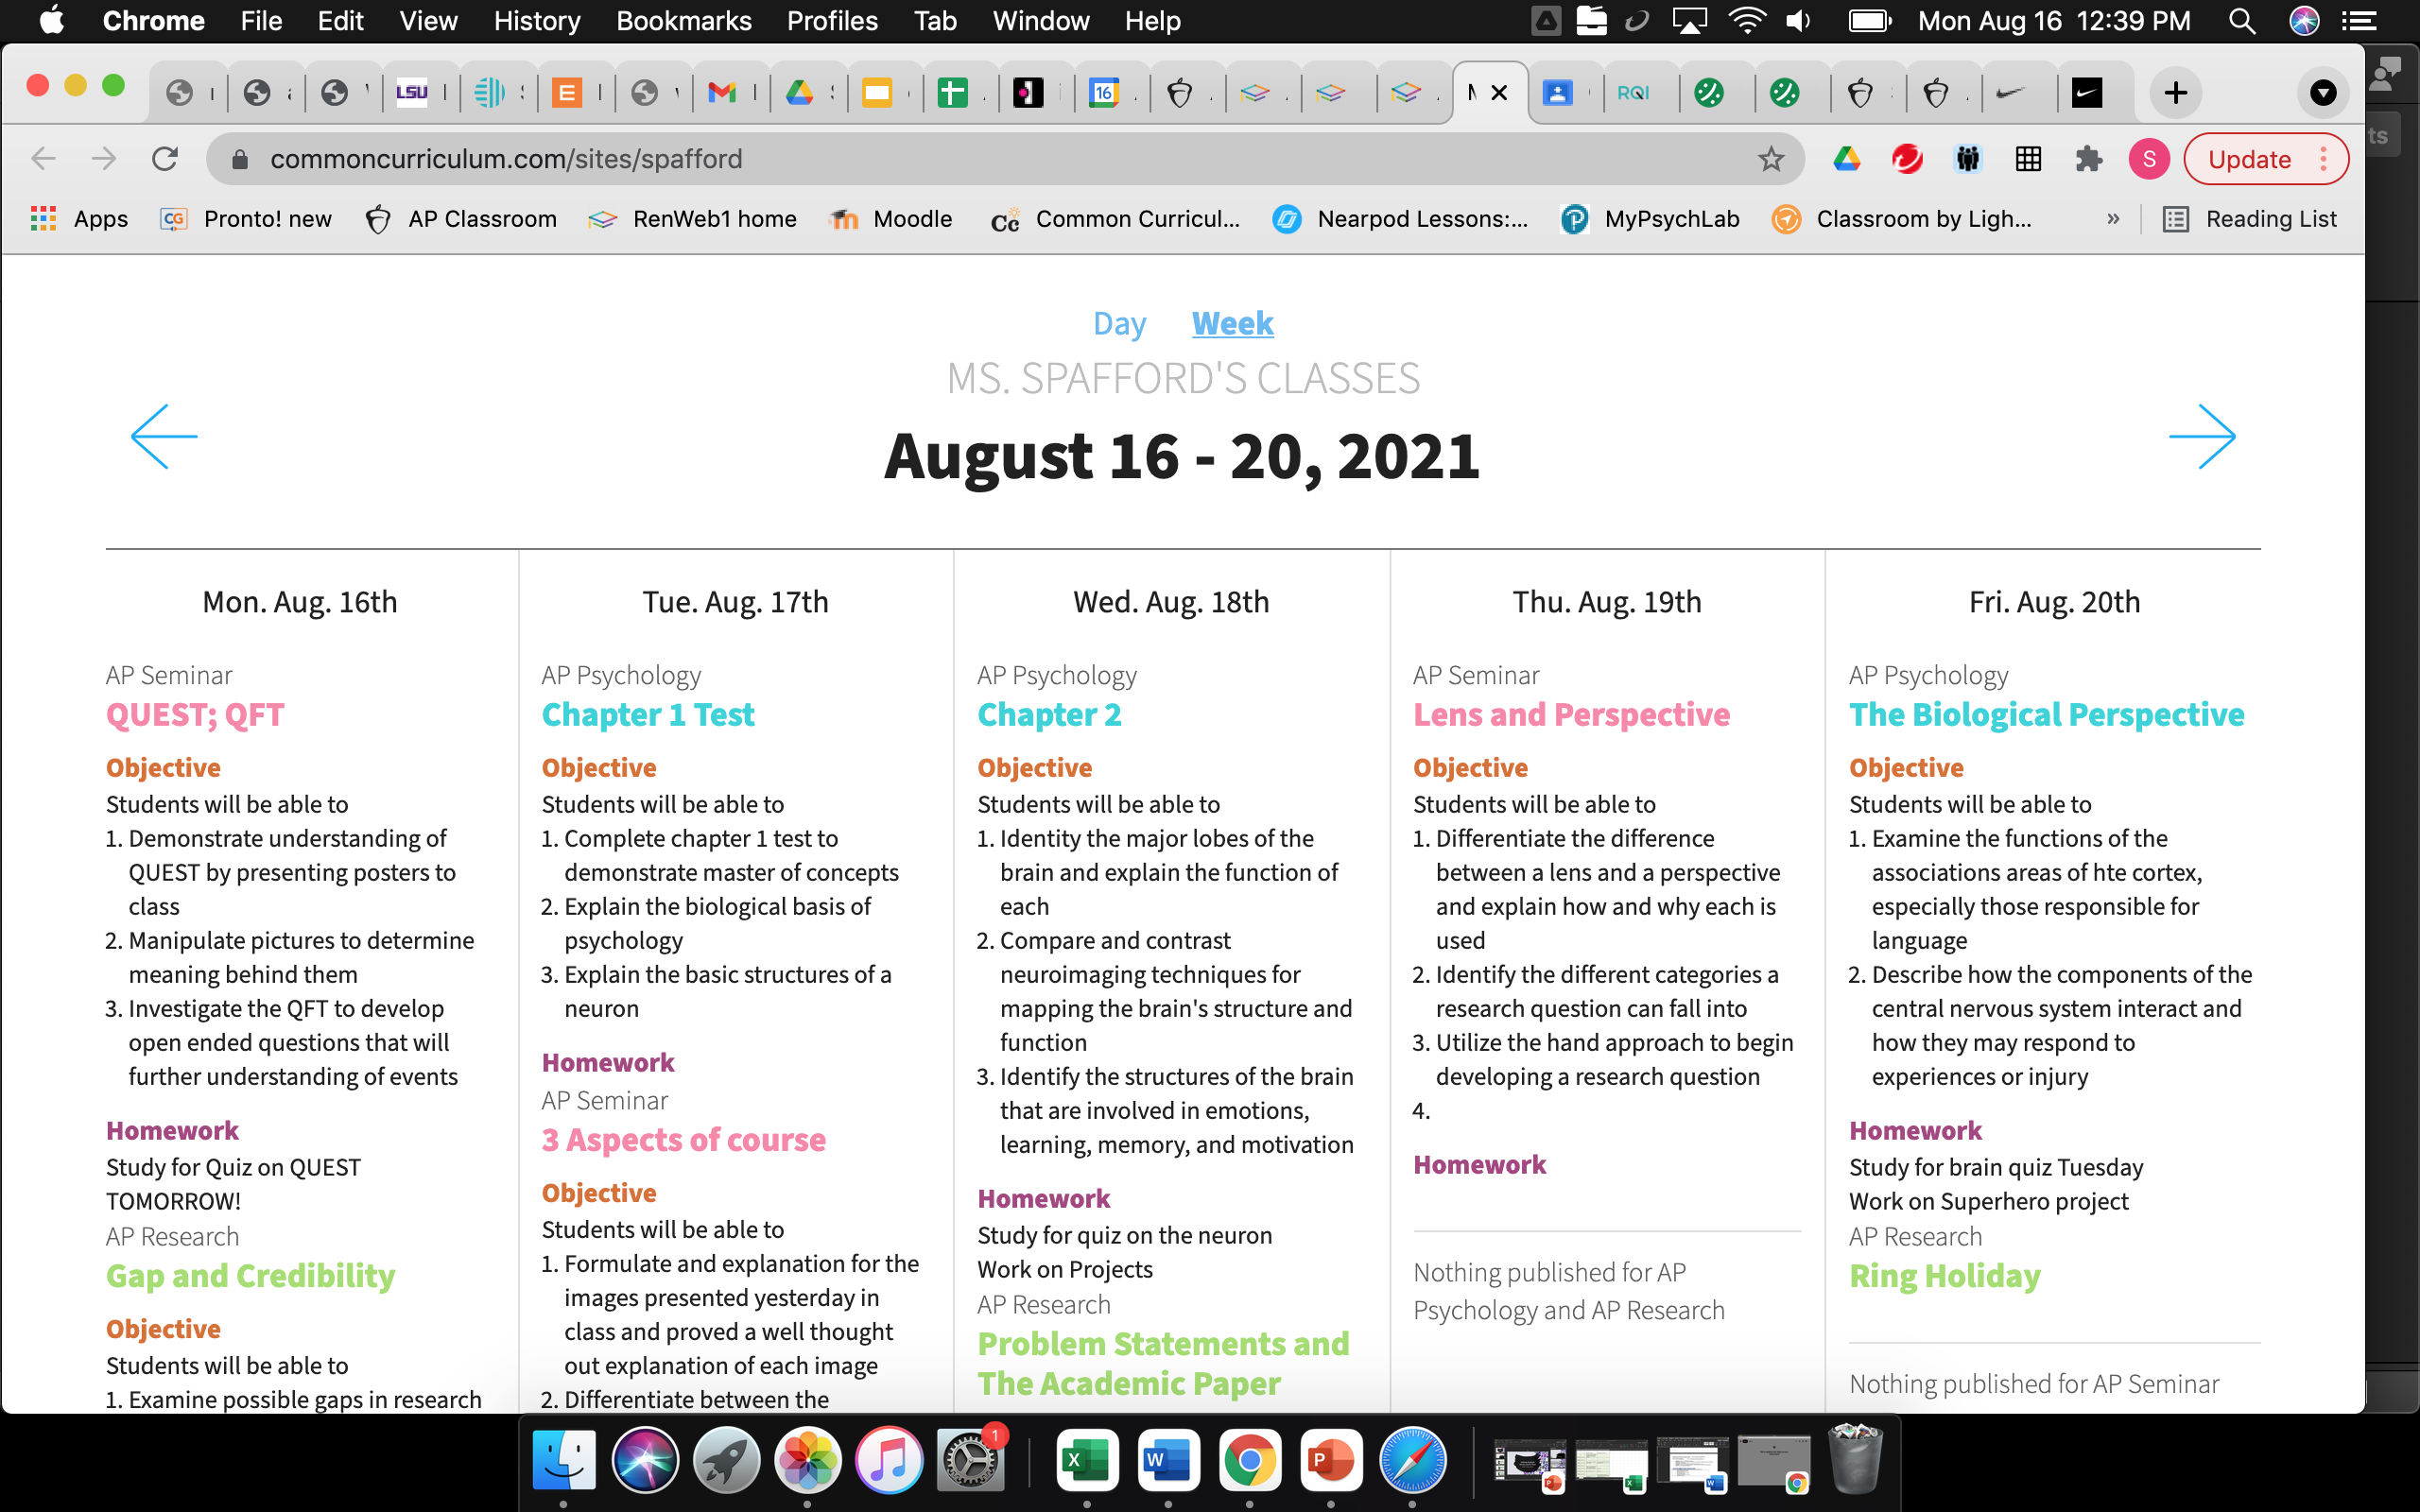 Chrome File Edit View History Bookmarks Profiles Tab Window Help Mon Aug 16 12:39 PM
LSU E 16 RQI
commoncurriculum.com/sites/spafford S Update
ts
Apps CG Pronto! new AP Classroom RenWeb1 home Moodle Cc Common Curricul... Nearpod Lessons:... MyPsychLab Classroom by Ligh... » Reading List
Day Week
MS. SPAFFORD'S CLASSES
August 16 - 20, 2021
Mon. Aug. 16th
AP Seminar
QUEST; QFT
Objective
Students will be able to
1. Demonstrate understanding of
QUEST by presenting posters to
class
2. Manipulate pictures to determine
meaning behind them
3. Investigate the QFT to develop
open ended questions that will
further understanding of events
Homework
Study for Quiz on QUEST
TOMORROW!
AP Research
Gap and Credibility
Objective
Students will be able to
1. Examine possible gaps in research
Tue. Aug. 17th
AP Psychology
Chapter 1 Test
Objective
Students will be able to
1. Complete chapter 1 test to
demonstrate master of concepts
2. Explain the biological basis of
psychology
3. Explain the basic structures of a
neuron
Homework
AP Seminar
3 Aspects of course
Objective
Students will be able to
1. Formulate and explanation for the
images presented yesterday in
class and proved a well thought
out explanation of each image
2. Differentiate between the
Wed. Aug. 18th
AP Psychology
Chapter 2
Objective
Students will be able to
1. Identity the major lobes of the
brain and explain the function of
each
2. Compare and contrast
neuroimaging techniques for
mapping the brain's structure and
function
3. Identify the structures of the brain
that are involved in emotions,
learning, memory, and motivation
Homework
Study for quiz on the neuron
Work on Projects
AP Research
Problem Statements and
The Academic Paper
Thu. Aug. 19th
AP Seminar
Lens and Perspective
Objective
Students will be able to
1. Differentiate the difference
between a lens and a perspective
and explain how and why each is
used
2. Identify the different categories a
research question can fall into
3. Utilize the hand approach to begin
developing a research question
4.
Homework
Nothing published for AP
Psychology and AP Research
Fri. Aug. 20th
AP Psychology
The Biological Perspective
Objective
Students will be able to
1. Examine the functions of the
associations areas of hte cortex,
especially those responsible for
language
2. Describe how the components of the
central nervous system interact and
how they may respond to
experiences or injury
Homework
Study for brain quiz Tuesday
Work on Superhero project
AP Research
Ring Holiday
Nothing published for AP Seminar
1
X W P